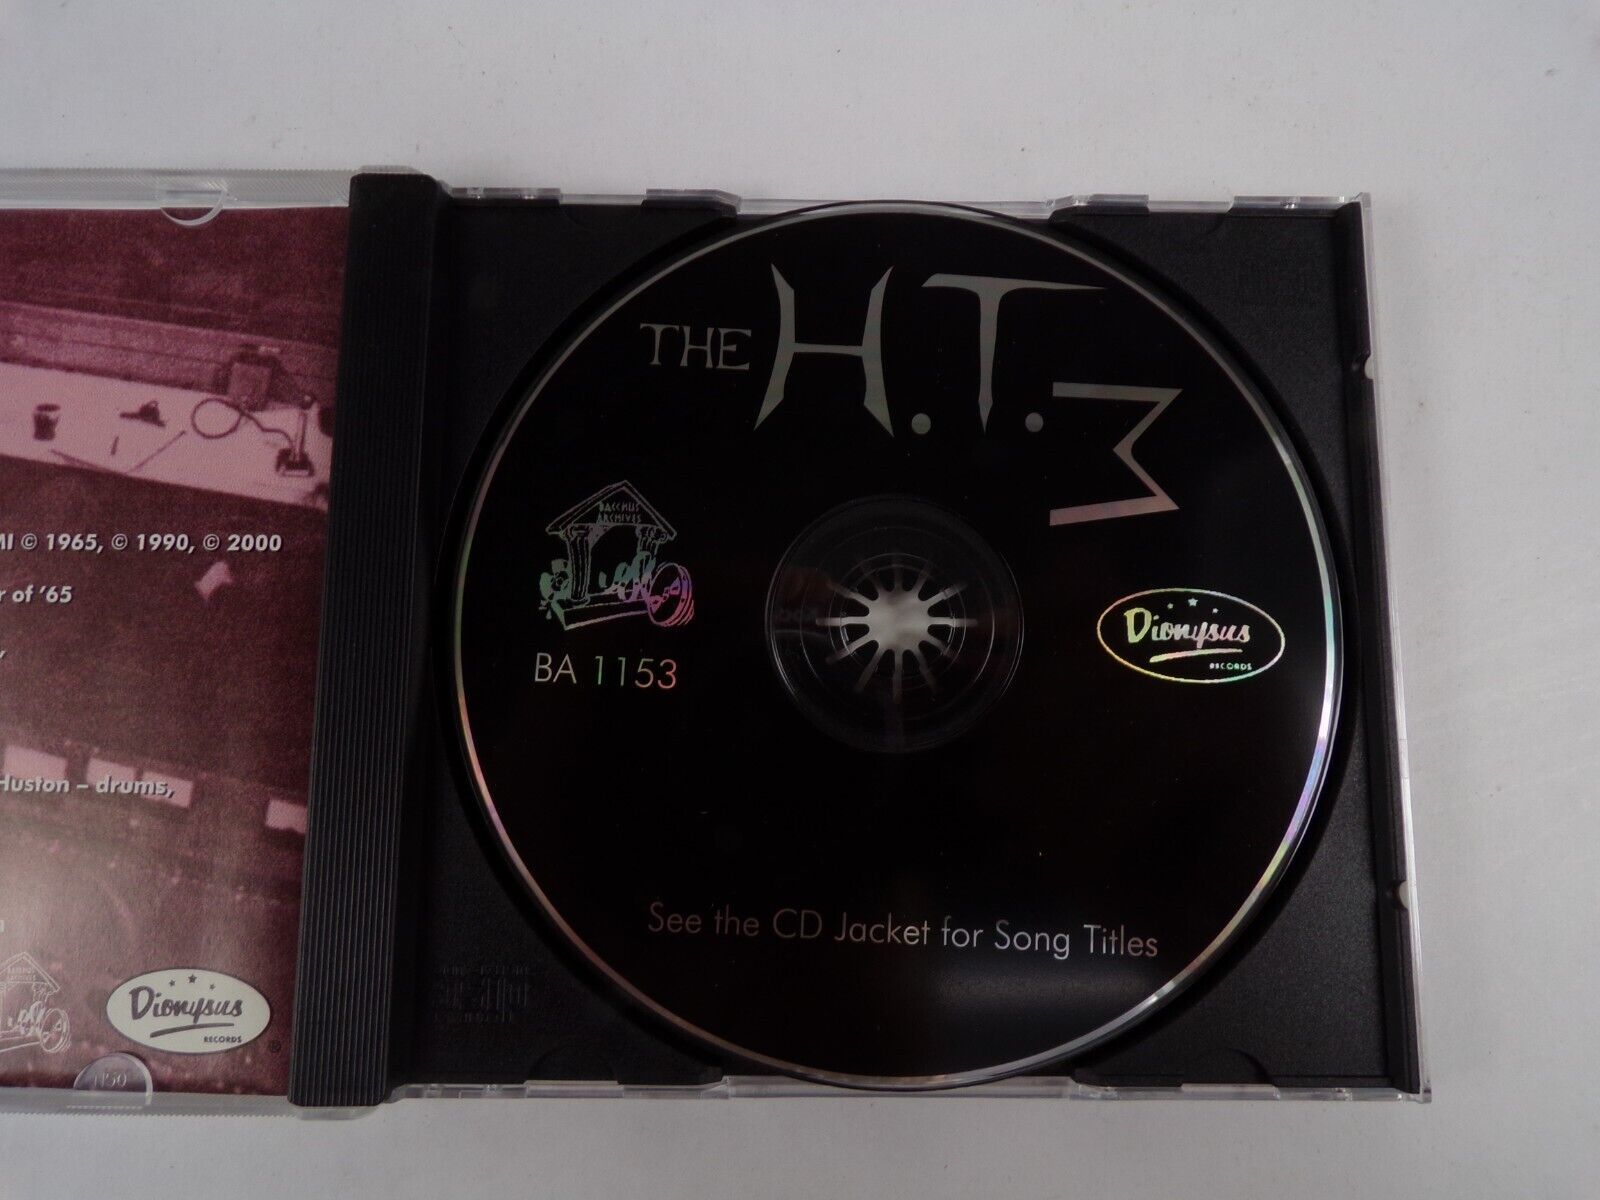 MI © 1965, © 1990, © 2000
r of '65
Huston – drums,
Dionysus
RECORDS
®
THE H.T. 3
BACCHUS
ARCHIVES
BA 1153
Dionysus
RECORDS
See the CD Jacket for Song Titles